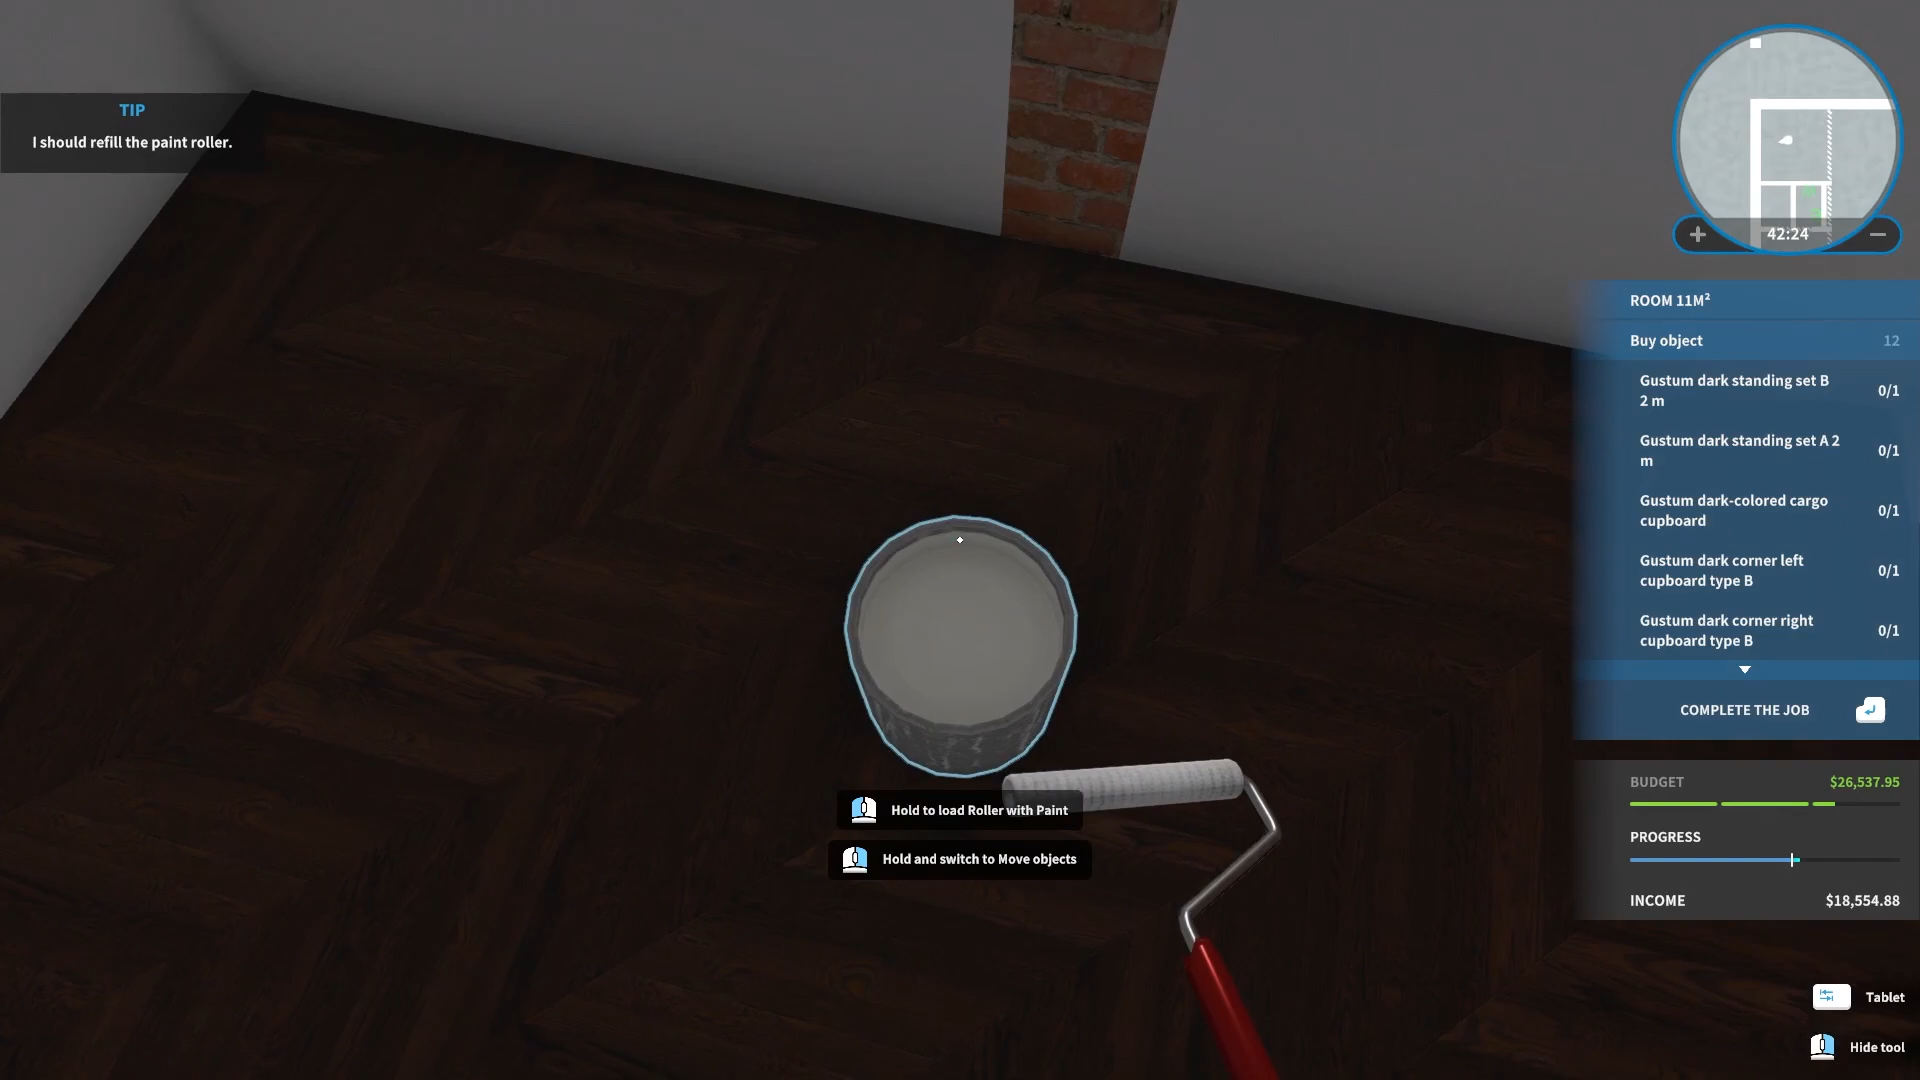 TIP
I should refill the paint roller.
42:24
ROOM 11M²
Buy object 12
Gustum dark standing set B
2 m
0/1
Gustum dark standing set A 2
m
0/1
Gustum dark-colored cargo
cupboard
0/1
Gustum dark corner left
cupboard type B
0/1
Gustum dark corner right
cupboard type B
0/1
COMPLETE THE JOB
BUDGET $26,537.95
PROGRESS
INCOME $18,554.88
Hold to load Roller with Paint
Hold and switch to Move objects
Tablet
Hide tool